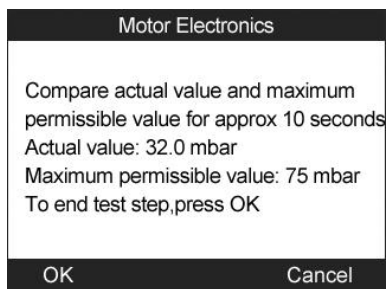 Motor Electronics
Compare actual value and maximum
permissible value for approx 10 seconds
Actual value: 32.0 mbar
Maximum permissible value: 75 mbar
To end test step,press OK
OK Cancel